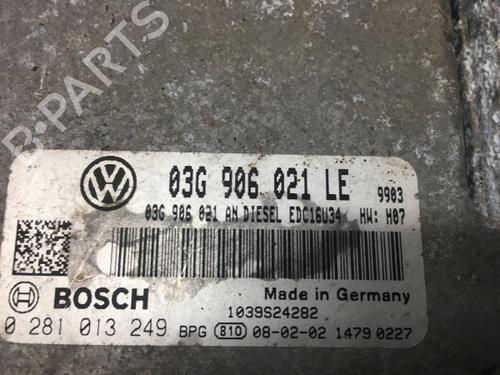 B-PARTS
03G 906 021 LE 9903
03G 906 021 AN DIESEL EDC16U34 HW: H07
BOSCH
Made in Germany
1039S24282
0 281 013 249 BPG 810 08-02-02 1479 0227